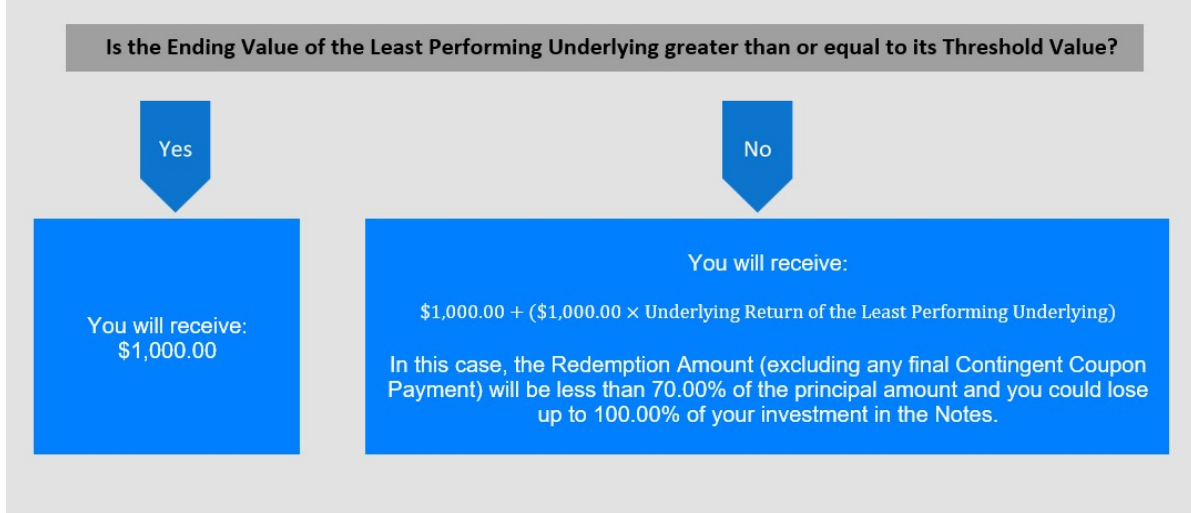 Is the Ending Value of the Least Performing Underlying greater than or equal to its Threshold Value?
Yes
No
You will receive:
$1,000.00
You will receive:
$1,000.00 + ($1,000.00 × Underlying Return of the Least Performing Underlying)
In this case, the Redemption Amount (excluding any final Contingent Coupon
Payment) will be less than 70.00% of the principal amount and you could lose
up to 100.00% of your investment in the Notes.